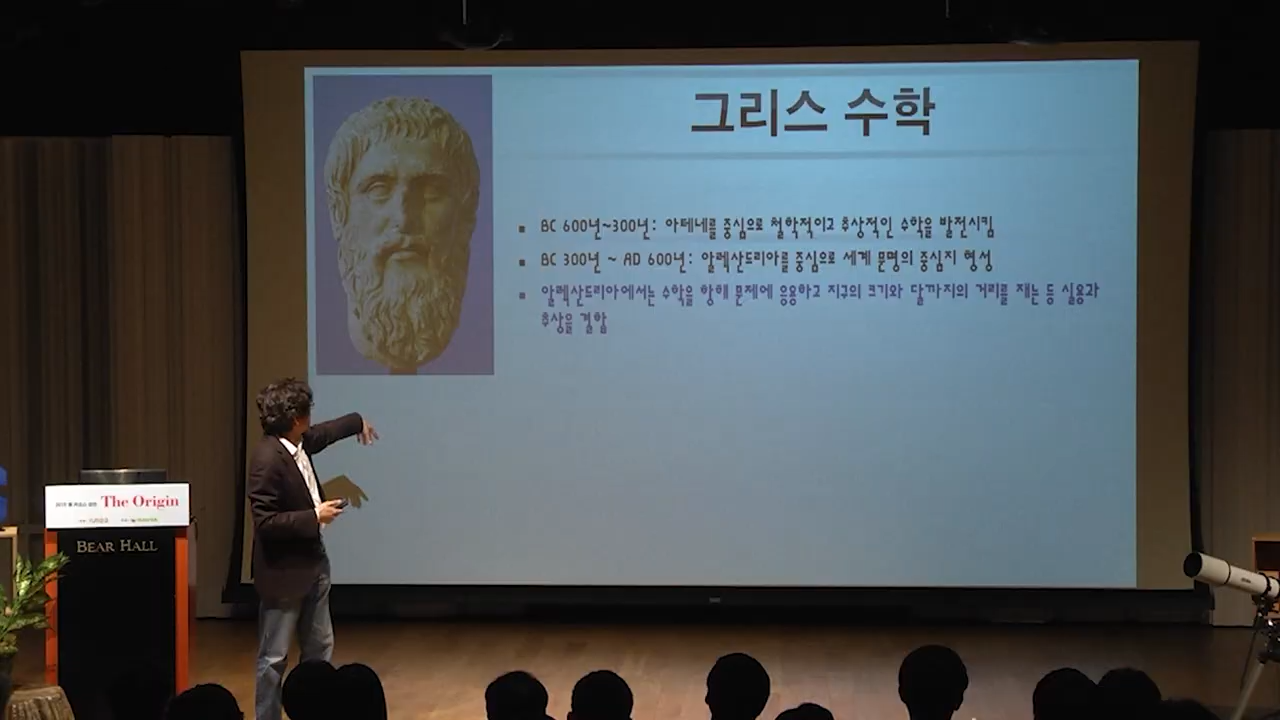 그리스 수학
BC 600년~300년: 아테네를 중심으로 철학적이고 추상적인 수학을 발전시킴
BC 300년 ~ AD 600년: 알렉산드리아를 중심으로 세계 문명의 중심지 형성
알렉산드리아에서는 수학을 항해 문제에 응용하고 지구의 크기와 달까지의 거리를 재는 등 실용과
추상을 결합
The Origin
BEAR HALL